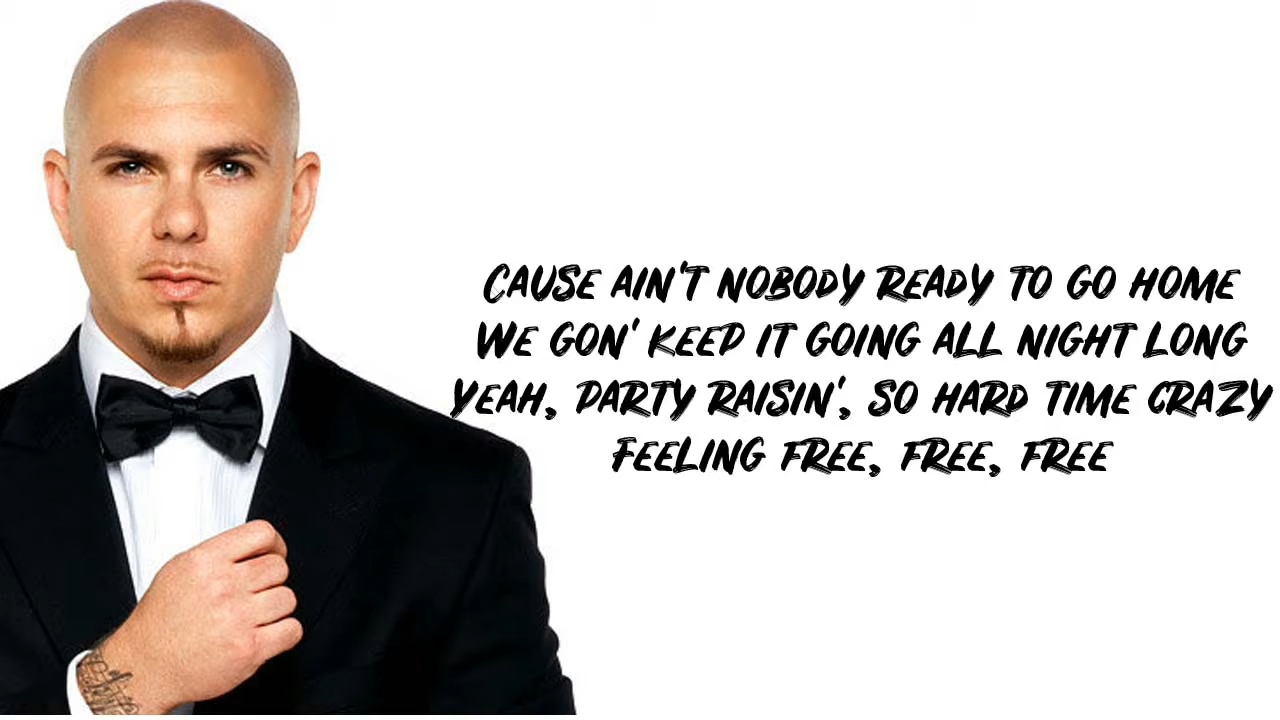 CAUSE AIN'T NOBODY READY TO GO HOME
WE GON' KEEP IT GOING ALL NIGHT LONG
YEAH, PARTY RAISIN', SO HARD TIME CRAZY
FEELING FREE, FREE, FREE